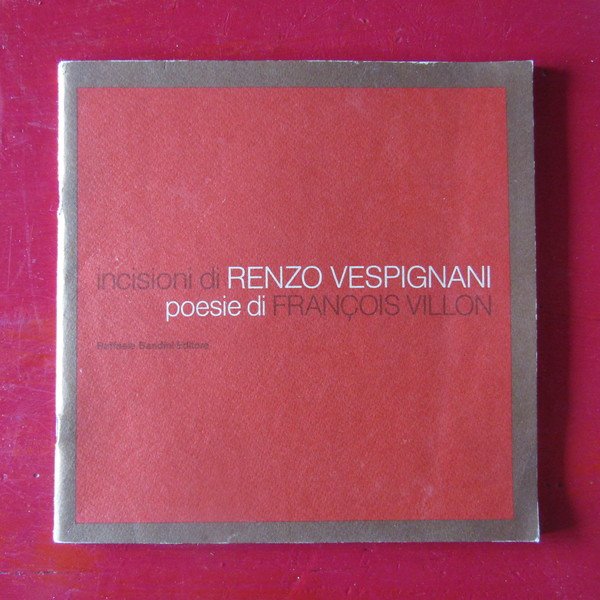 incisioni di RENZO VESPIGNANI
poesie di FRANÇOIS VILLON
Raffaele Bandini Editore